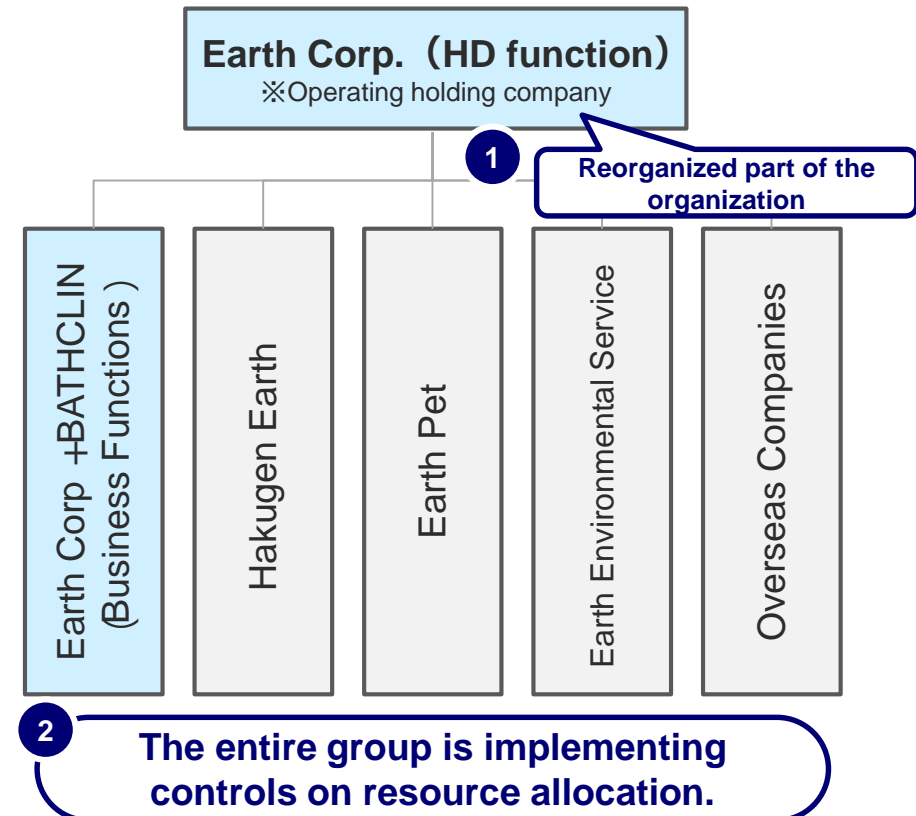 Earth Corp.（HD function）
※Operating holding company
1
Reorganized part of the
organization
Earth Corp +BATHCLIN
(Business Functions )
Hakugen Earth
Earth Pet
Earth Environmental Service
Overseas Companies
2
The entire group is implementing
controls on resource allocation.